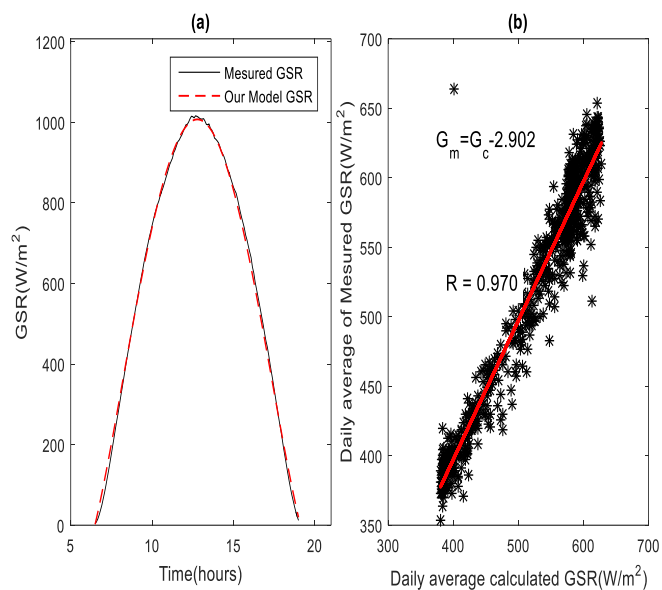 (a)
1200
1000
800
600
400
200
0
5
10
15
20
GSR(W/m²)
Time(hours)
Mesured GSR
Our Model GSR
(b)
700
650
600
550
500
450
400
350
300
400
500
600
700
Daily average of Mesured GSR(W/m²)
Daily average calculated GSR(W/m²)
Gₘ=G꜀-2.902
R = 0.970